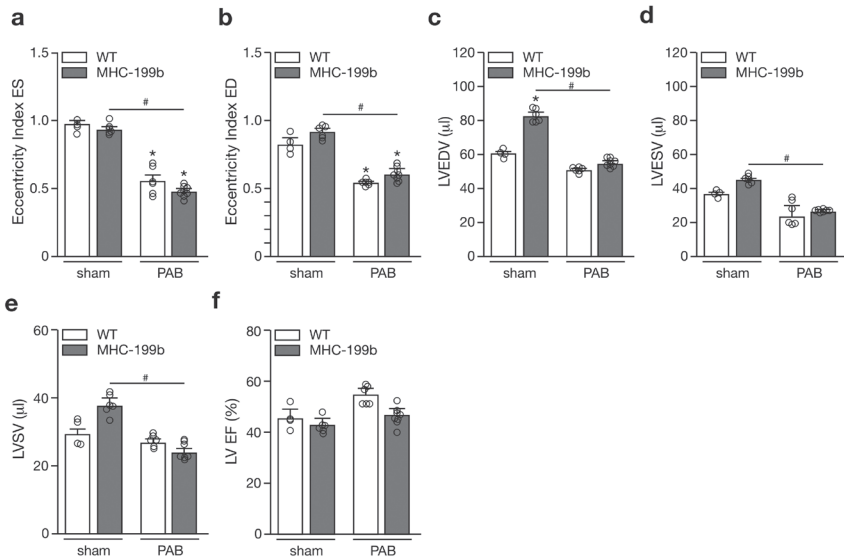 a
Eccentricity Index ES
1.5
1.0
0.5
0
WT
MHC-199b
#
*
*
sham
PAB
b
Eccentricity Index ED
1.5
1.0
0.5
0
WT
MHC-199b
#
*
*
sham
PAB
c
LVEDV (μl)
120
100
80
60
40
20
0
WT
MHC-199b
*
#
sham
PAB
d
LVESV (μl)
120
100
80
60
40
20
0
WT
MHC-199b
#
sham
PAB
e
LVSV (μl)
60
40
20
0
WT
MHC-199b
#
sham
PAB
f
LV EF (%)
80
60
40
20
0
WT
MHC-199b
sham
PAB